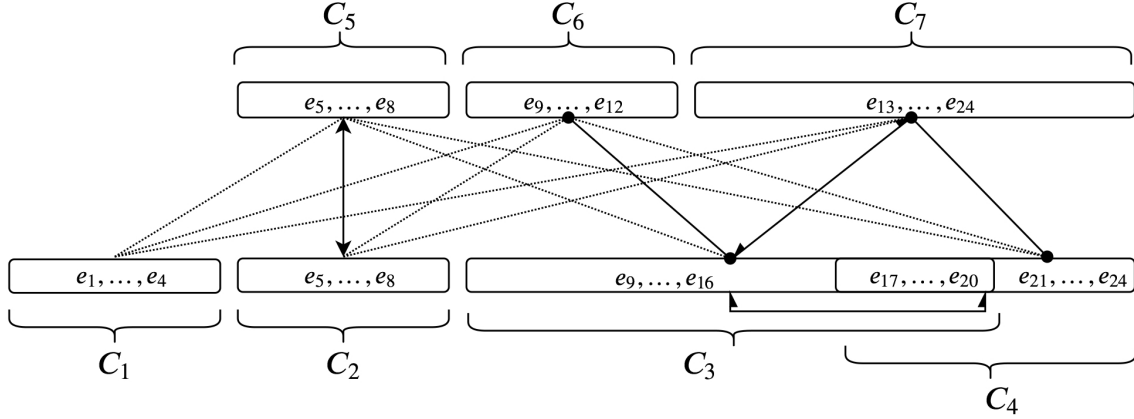 C₅ C₆ C₇
e₅, … , e₈ e₉, … , e₁₂ e₁₃, … , e₂₄
e₁, … , e₄ e₅, … , e₈ e₉, … , e₁₆ e₁₇, … , e₂₀ e₂₁, … , e₂₄
C₁ C₂ C₃
C₄